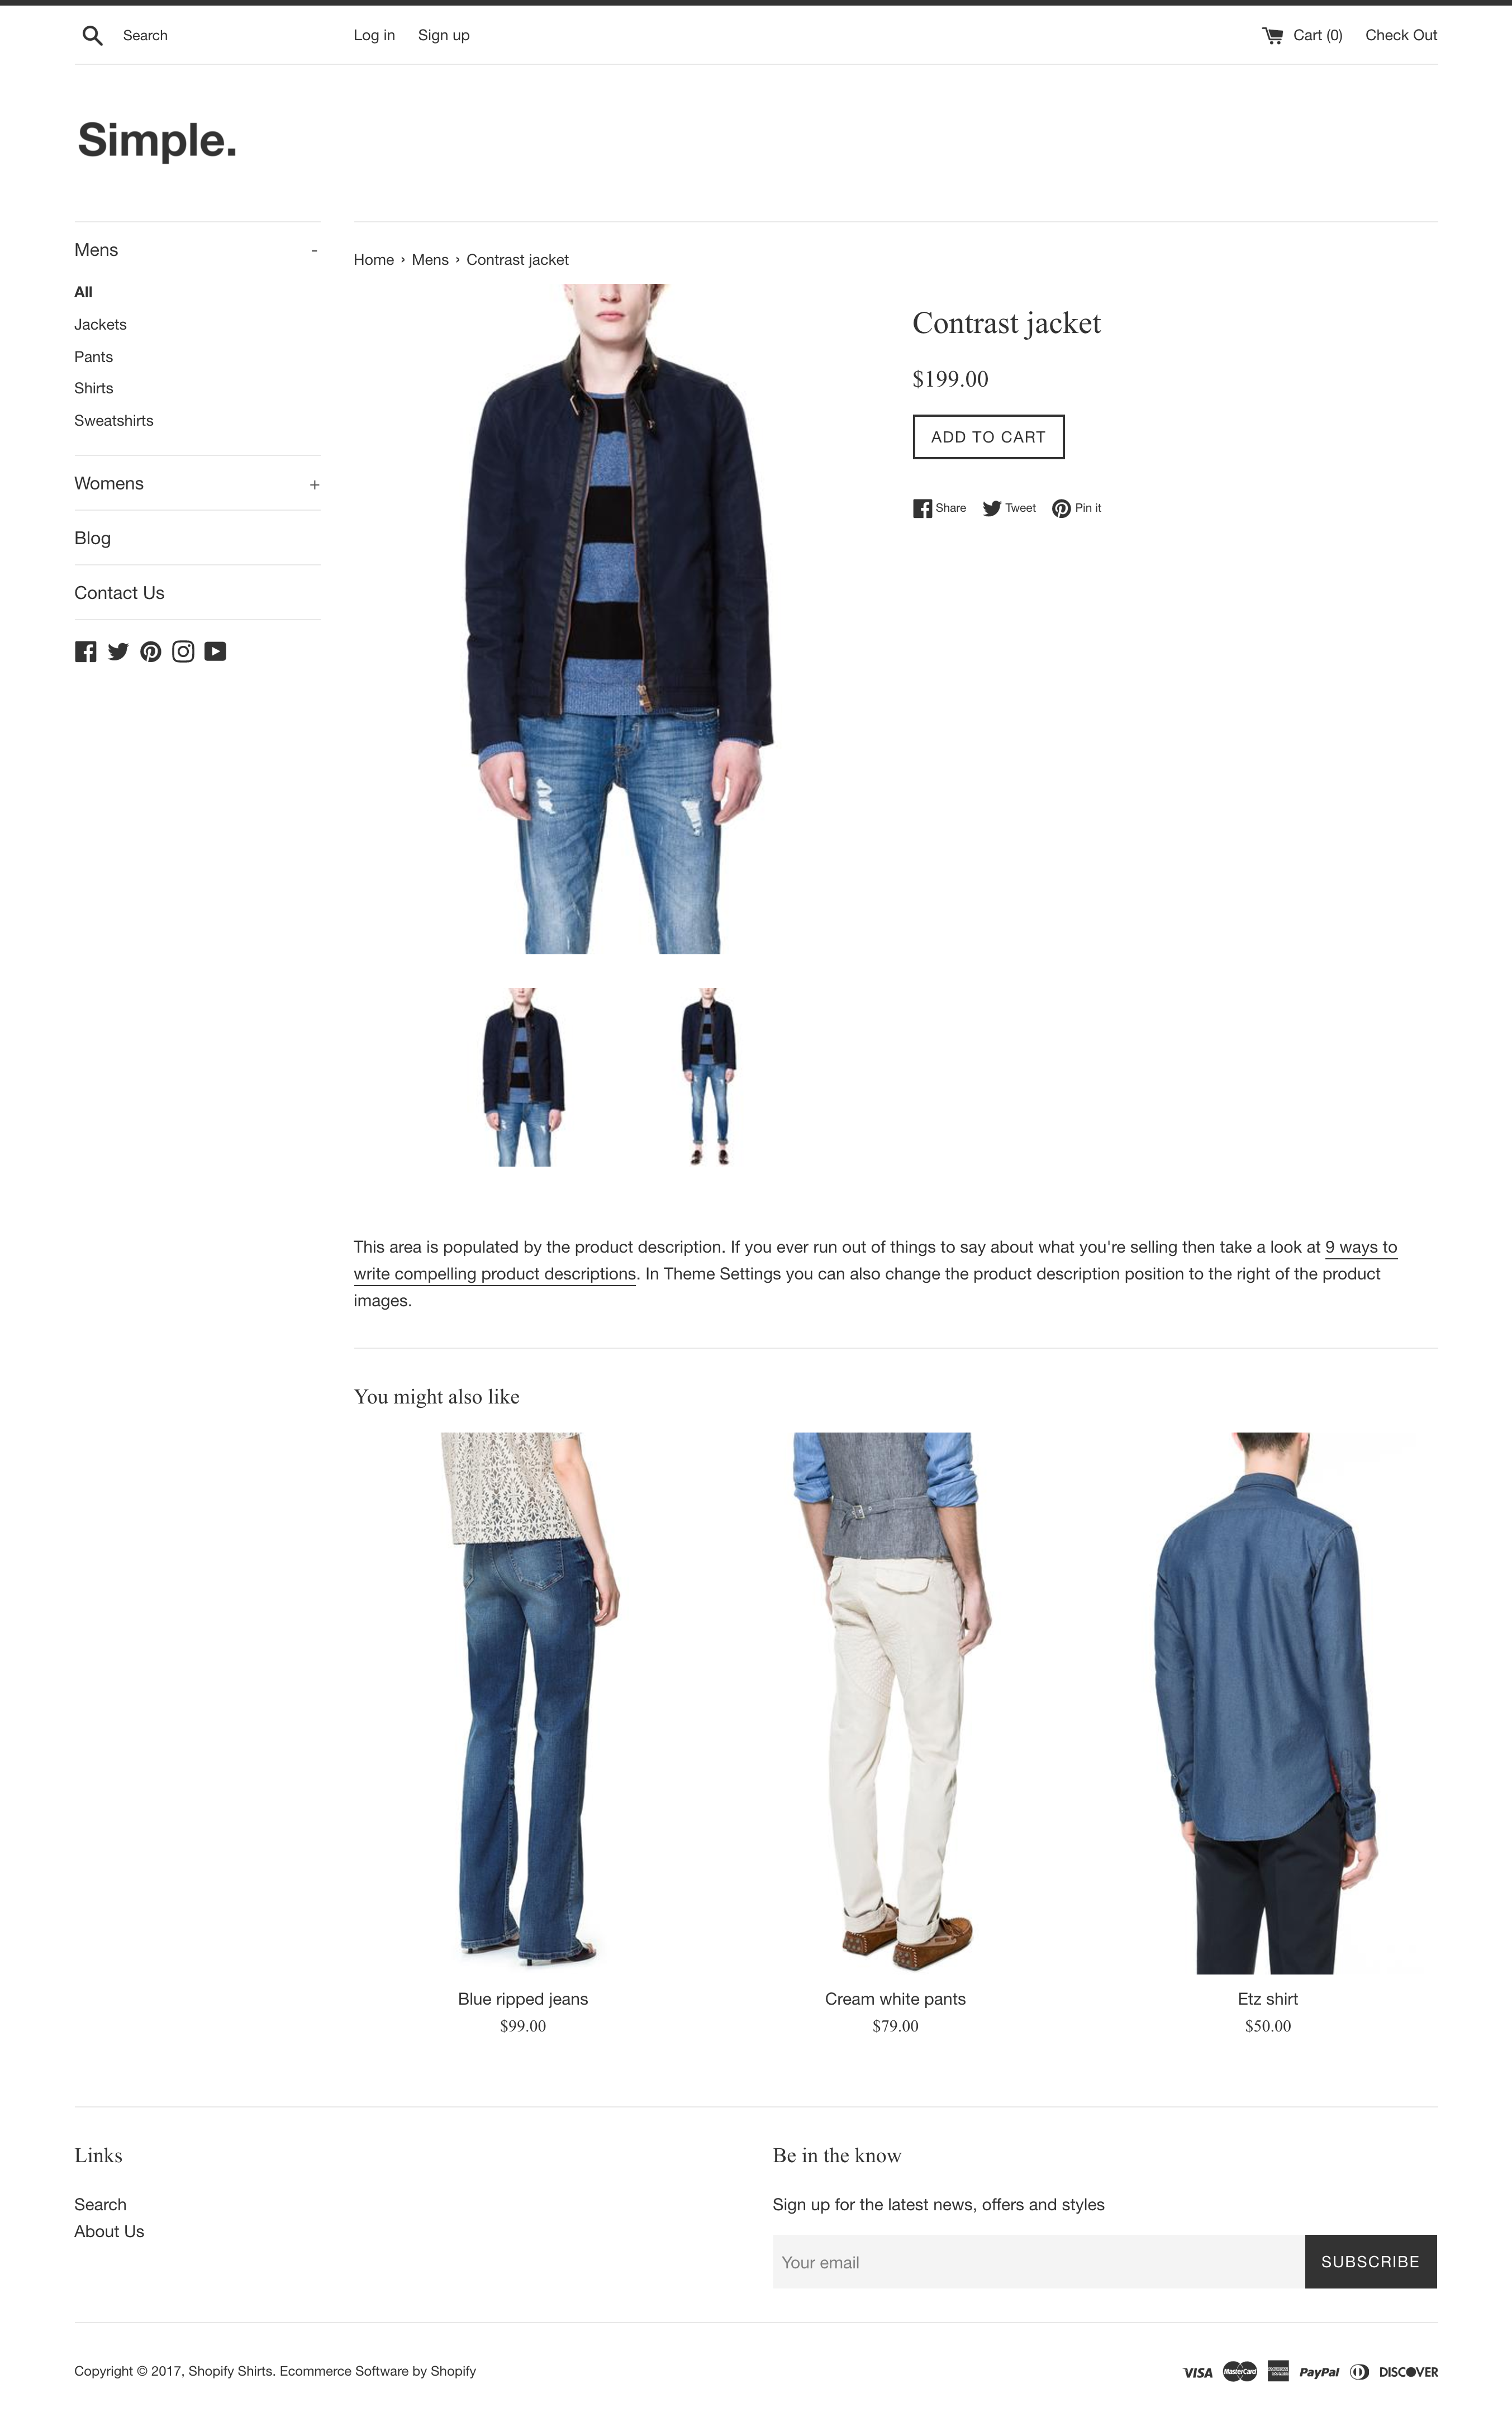 Search
Log in
Sign up
Cart (0)
Check Out
Simple.
Mens -
All
Jackets
Pants
Shirts
Sweatshirts
Womens +
Blog
Contact Us
Home › Mens › Contrast jacket
Contrast jacket
$199.00
ADD TO CART
Share
Tweet
Pin it
This area is populated by the product description. If you ever run out of things to say about what you're selling then take a look at 9 ways to
write compelling product descriptions. In Theme Settings you can also change the product description position to the right of the product
images.
You might also like
Blue ripped jeans
$99.00
Cream white pants
$79.00
Etz shirt
$50.00
Links
Search
About Us
Be in the know
Sign up for the latest news, offers and styles
Your email
SUBSCRIBE
Copyright © 2017, Shopify Shirts. Ecommerce Software by Shopify
VISA
MasterCard
PayPal
DISCOVER